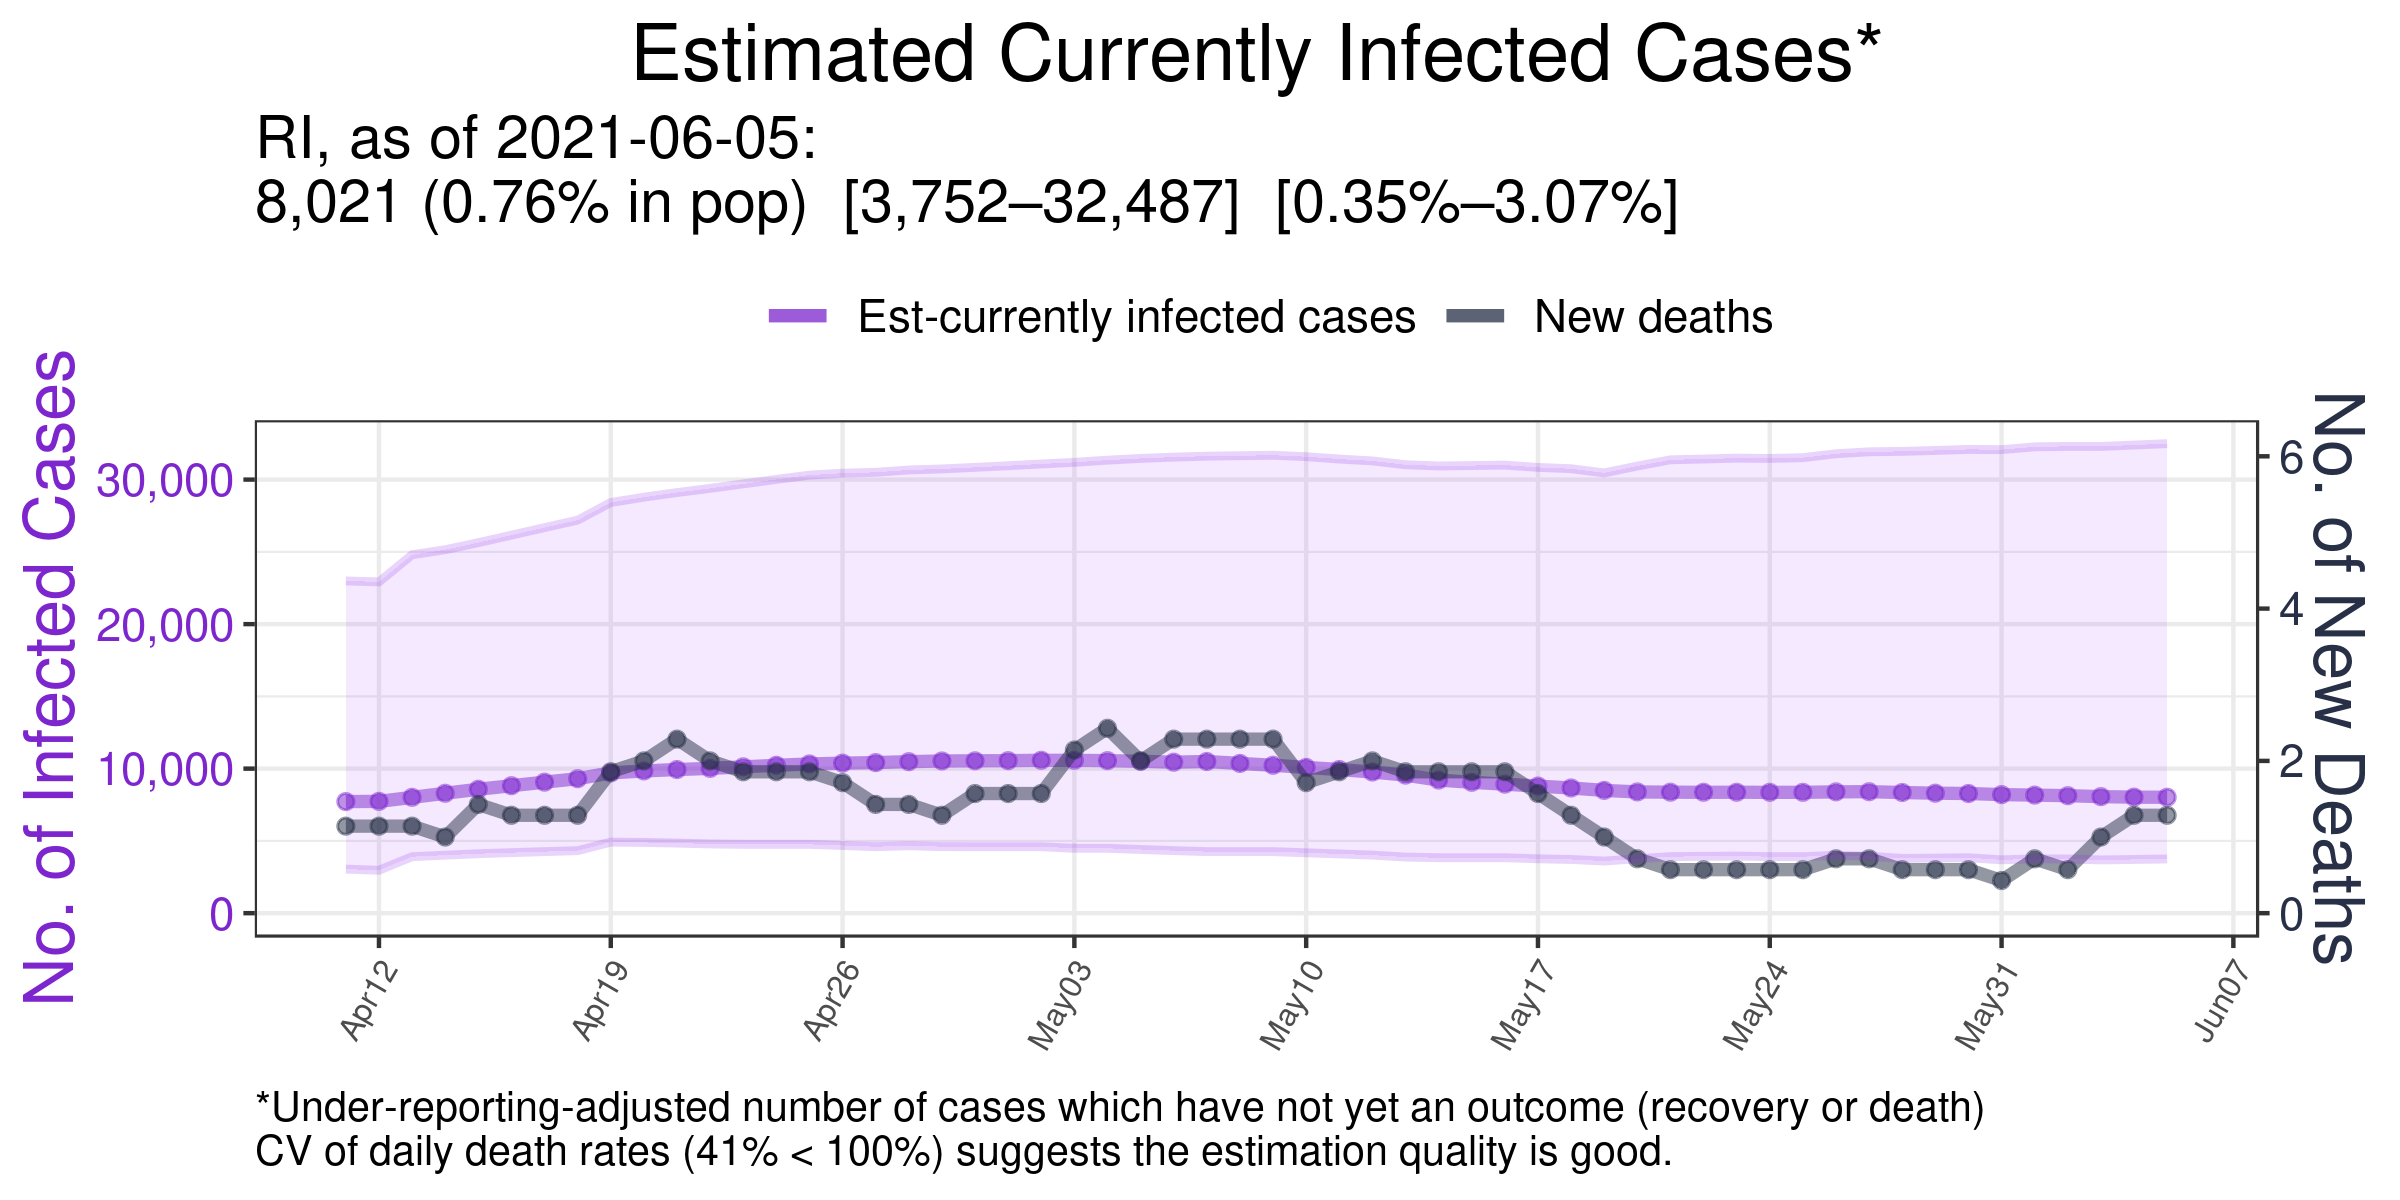 Estimated Currently Infected Cases*
RI, as of 2021-06-05:
8,021 (0.76% in pop)  [3,752–32,487]  [0.35%–3.07%]
Est-currently infected cases
New deaths
No. of Infected Cases
30,000
20,000
10,000
0
No. of New Deaths
6
4
2
0
Apr12
Apr19
Apr26
May03
May10
May17
May24
May31
Jun07
*Under-reporting-adjusted number of cases which have not yet an outcome (recovery or death)
CV of daily death rates (41% < 100%) suggests the estimation quality is good.